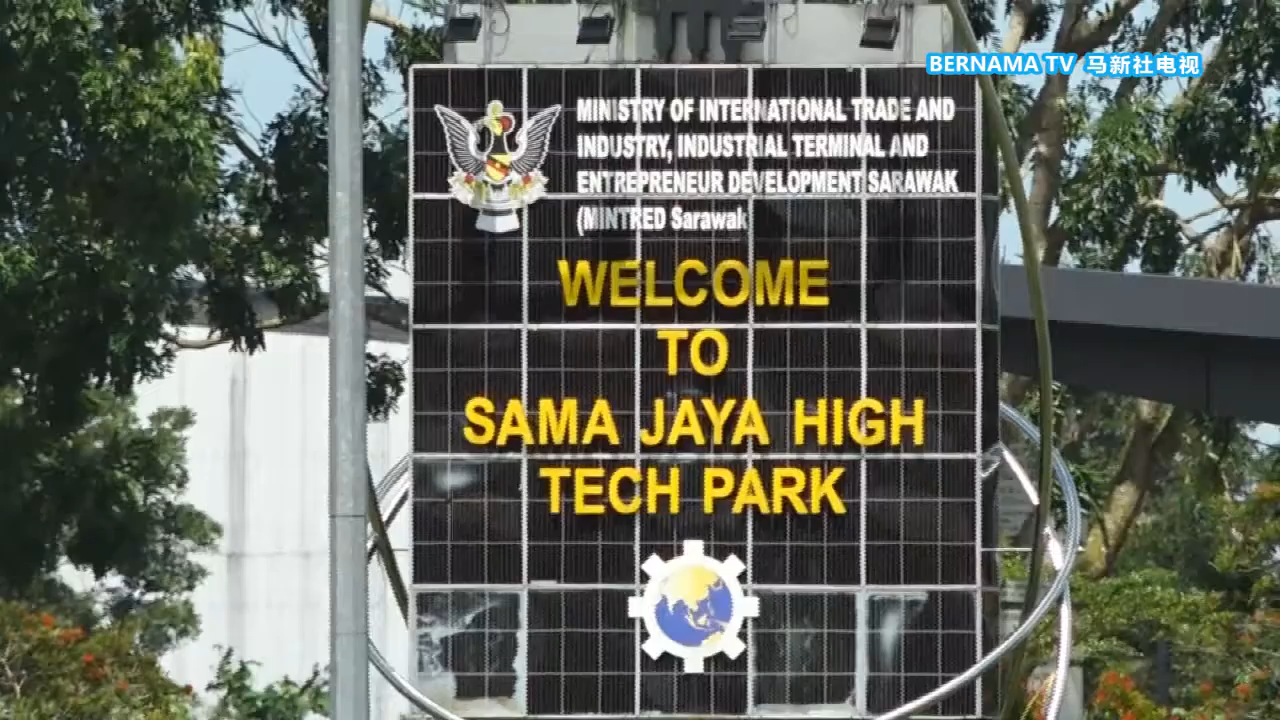 BERNAMA TV 马新社电视
MINISTRY OF INTERNATIONAL TRADE AND
INDUSTRY, INDUSTRIAL TERMINAL AND
ENTREPRENEUR DEVELOPMENT SARAWAK
(MINTRED Sarawak
WELCOME
TO
SAMA JAYA HIGH
TECH PARK